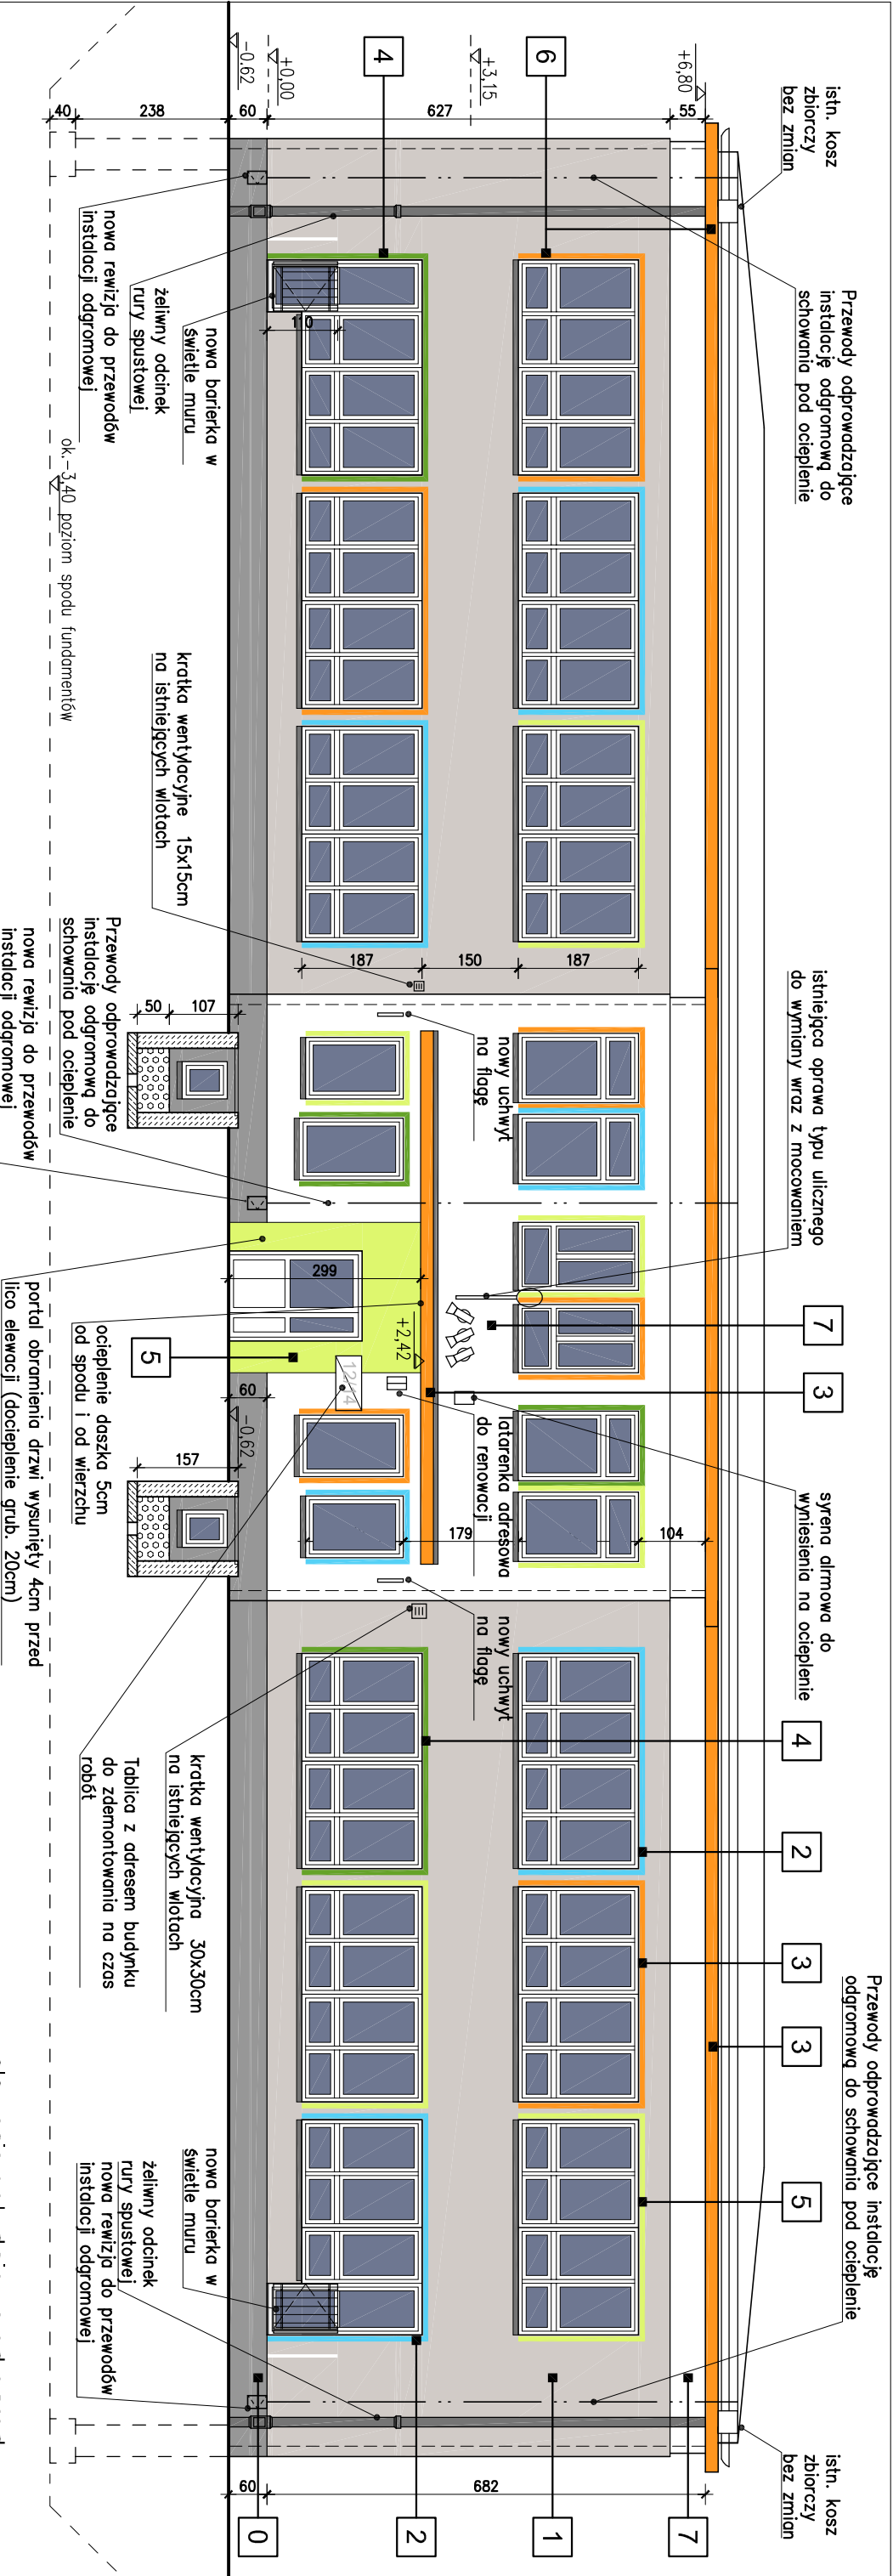 istn. kosz
zbiorczy
bez zmian
Przewody odprowadzające
instalację odgromową do
schowania pod ocieplenie
istniejąca oprawa typu ulicznego
do wymiany wraz z mocowaniem
syrena alrmowa do
wyniesienia na ocieplenie
Przewody odprowadzające instalację
odgromową do schowania pod ocieplenie
istn. kosz
zbiorczy
bez zmian
6
4
7
3
4
2
3
3
5
7
1
2
0
5
+6,80
+3,15
+0,00
-0.62
55
627
60
238
40
110
187
150
187
nowy uchwyt
na flagę
latarenka adresowa
do renowacji
nowy uchwyt
na flagę
104
179
+2,42
299
12/14
60
-0,62
157
107
50
682
60
nowa barierka w
świetle muru
żeliwny odcinek
rury spustowej
nowa rewizja do przewodów
instalacji odgromowej
ok.-3,40 poziom spodu fundamentów
kratka wentylacyjne 15x15cm
na istniejących wlotach
Przewody odprowadzające
instalację odgromową do
schowania pod ocieplenie
nowa rewizja do przewodów
instalacji odgromowej
ocieplenie daszka 5cm
od spodu i od wierzchu
portal obramienia drzwi wysunięty 4cm przed
lico elewacji (docieplenie grub. 20cm)
kratka wentylacyjna 30x30cm
na istniejących wlotach
Tablica z adresem budynku
do zdemontowania na czas
robót
nowa barierka w
świetle muru
żeliwny odcinek
rury spustowej
nowa rewizja do przewodów
instalacji odgromowej